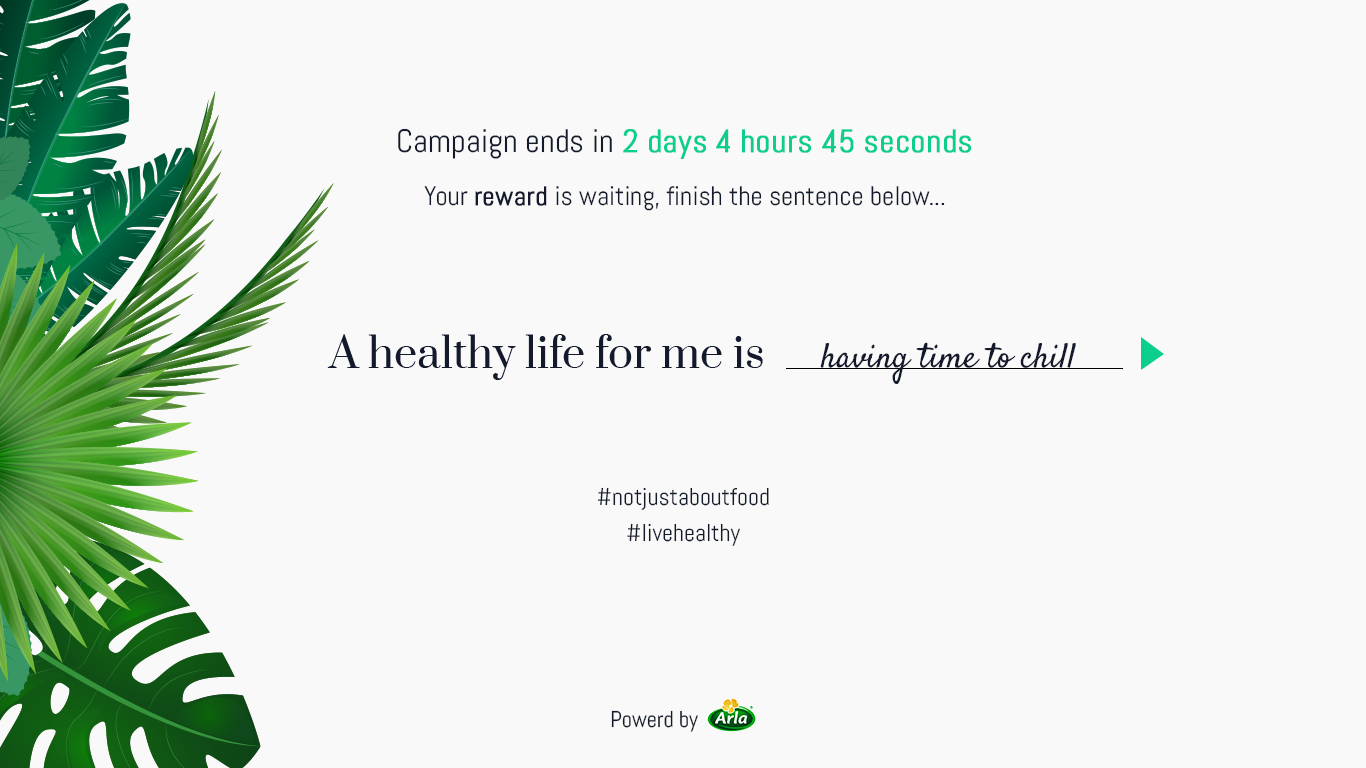 Campaign ends in 2 days 4 hours 45 seconds
Your reward is waiting, finish the sentence below...
A healthy life for me is having time to chill
#notjustaboutfood
#livehealthy
Powerd by Arla